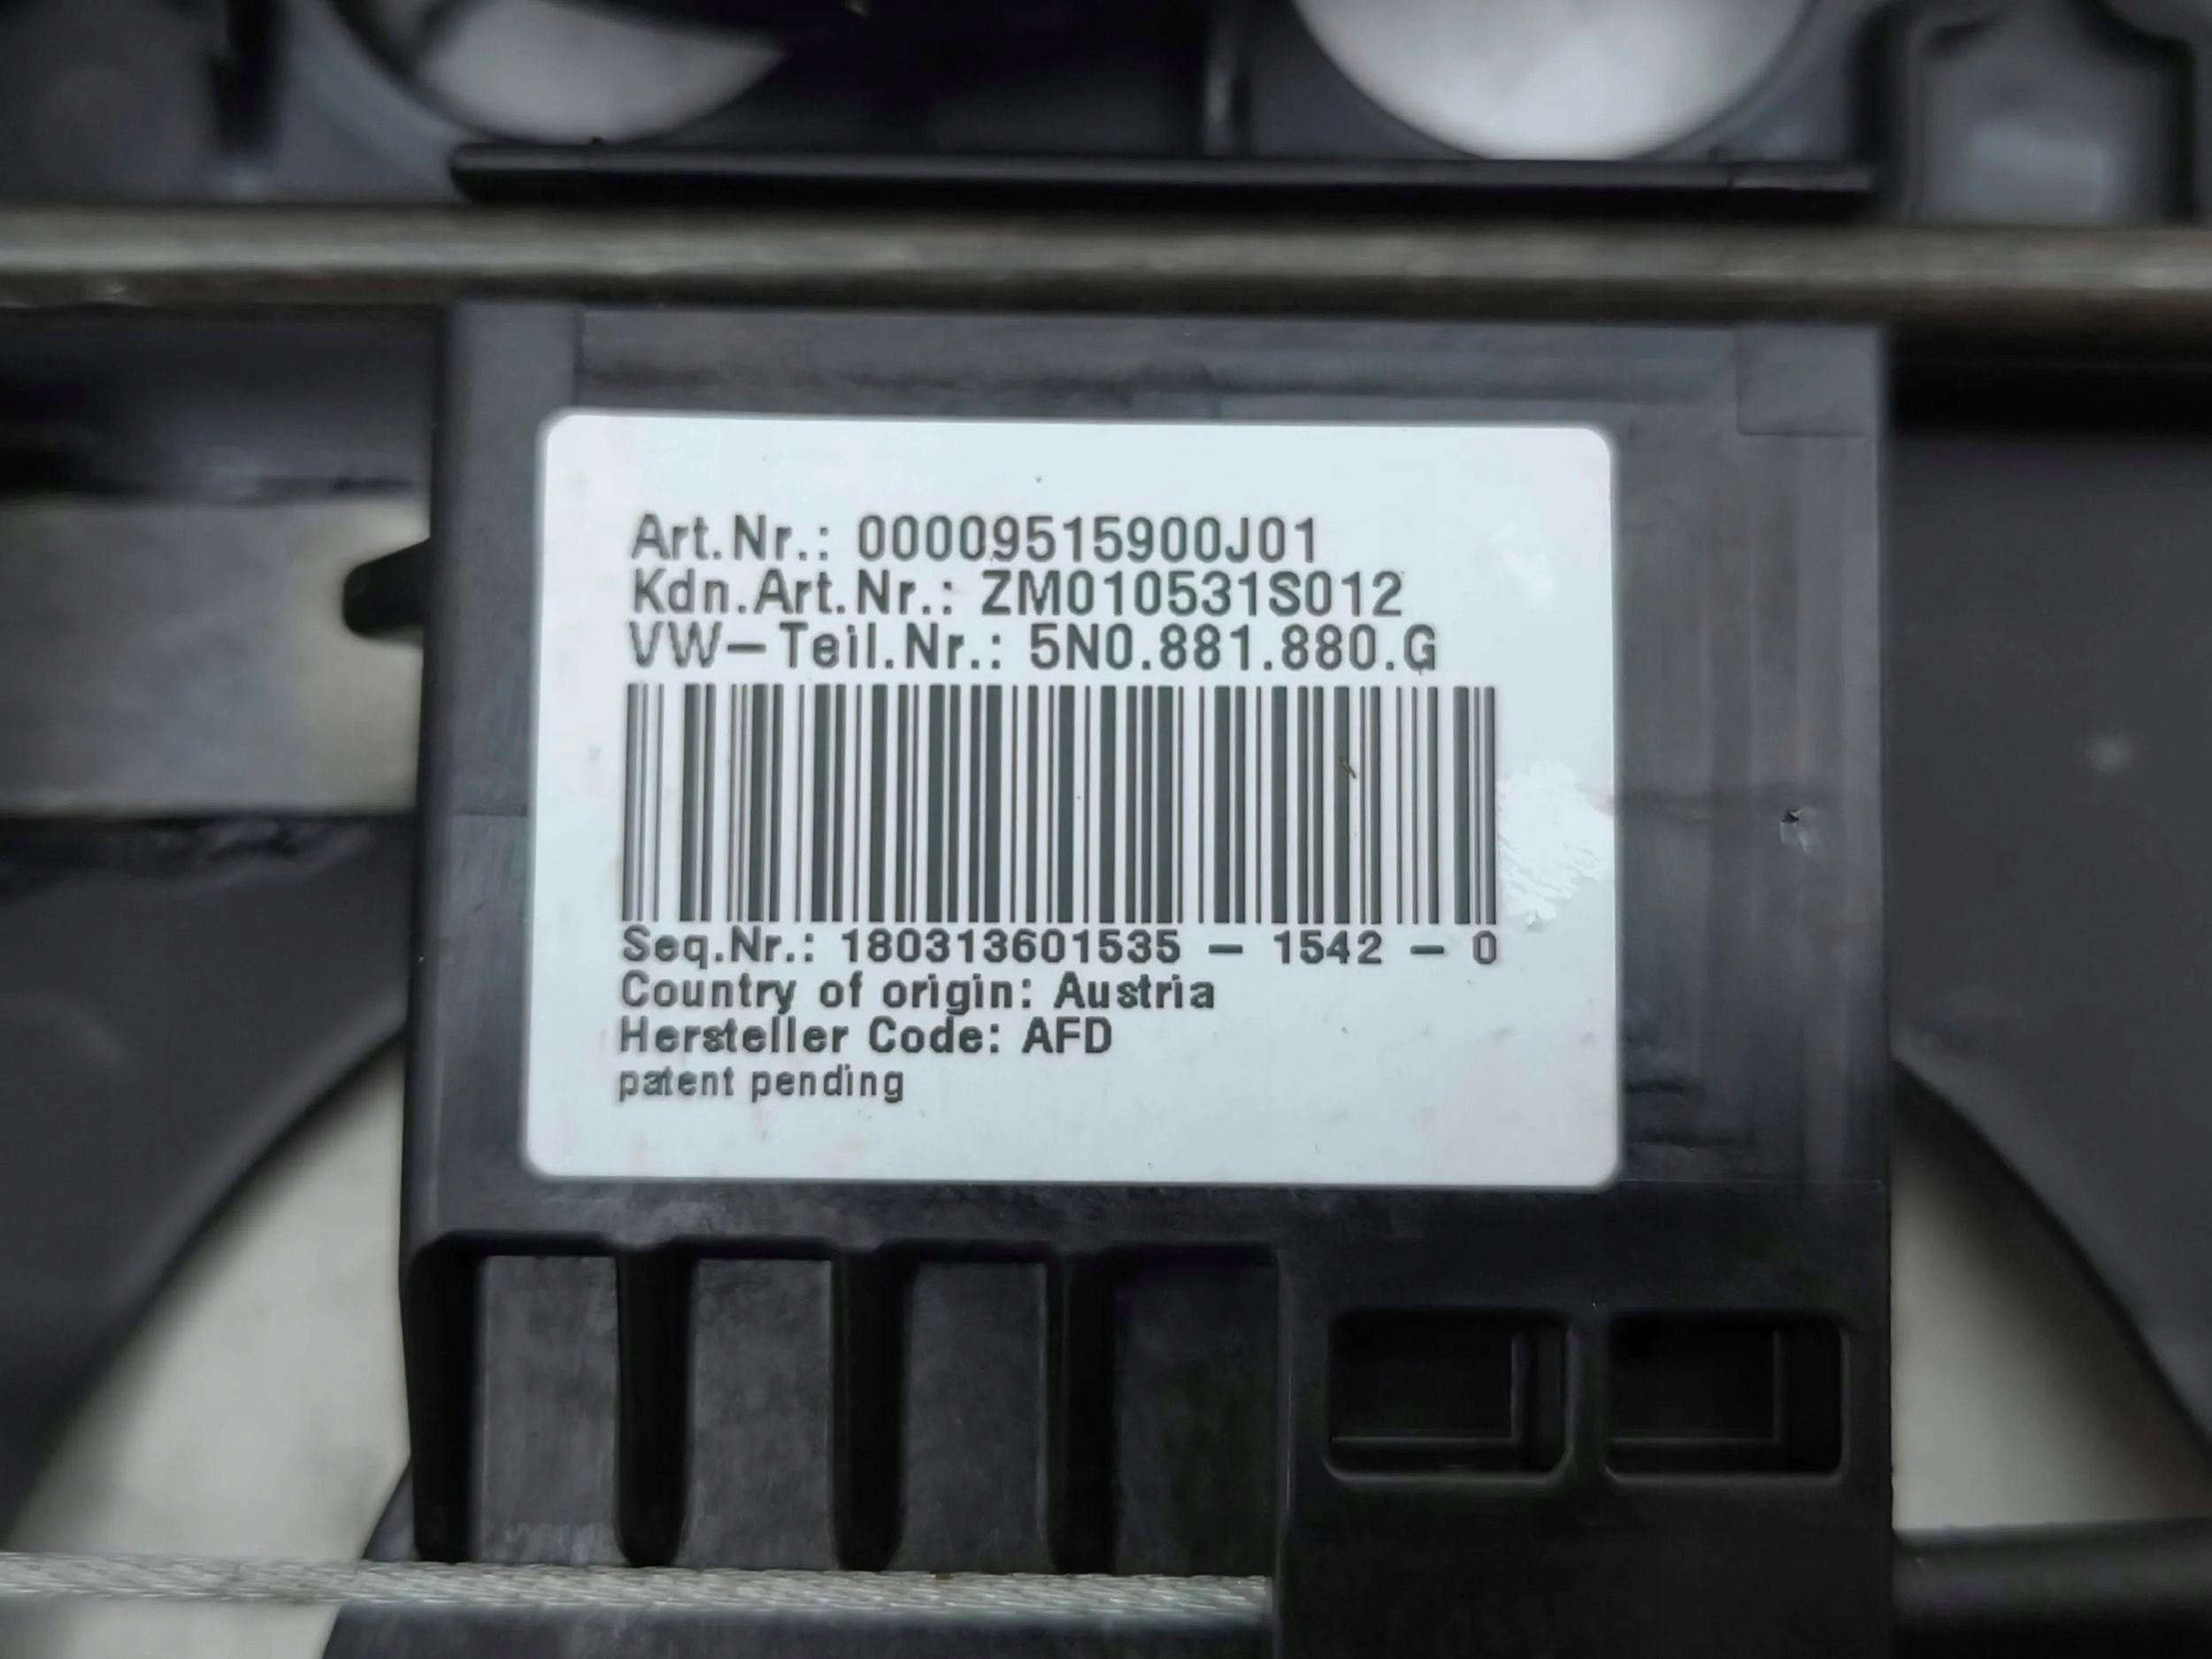 Art.Nr.: 00009515900J01
Kdn.Art.Nr.: ZM010531S012
VW-Teil.Nr.: 5N0.881.880.G
Seq.Nr.: 180313601535 - 1542 - 0
Country of origin: Austria
Hersteller Code: AFD
patent pending